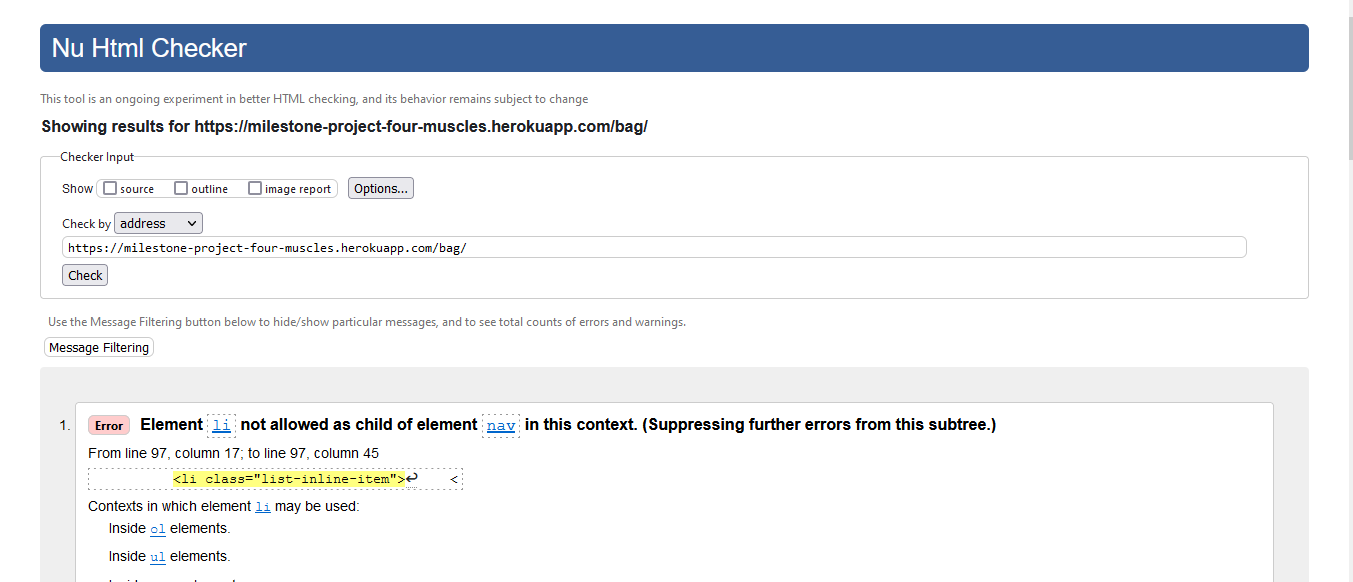 Nu Html Checker
This tool is an ongoing experiment in better HTML checking, and its behavior remains subject to change
Showing results for https://milestone-project-four-muscles.herokuapp.com/bag/
Checker Input
Show source outline image report Options...
Check by address
https://milestone-project-four-muscles.herokuapp.com/bag/
Check
Use the Message Filtering button below to hide/show particular messages, and to see total counts of errors and warnings.
Message Filtering
1. Error Element li not allowed as child of element nav in this context. (Suppressing further errors from this subtree.)
From line 97, column 17; to line 97, column 45
<li class="list-inline-item">↩ <
Contexts in which element li may be used:
Inside ol elements.
Inside ul elements.